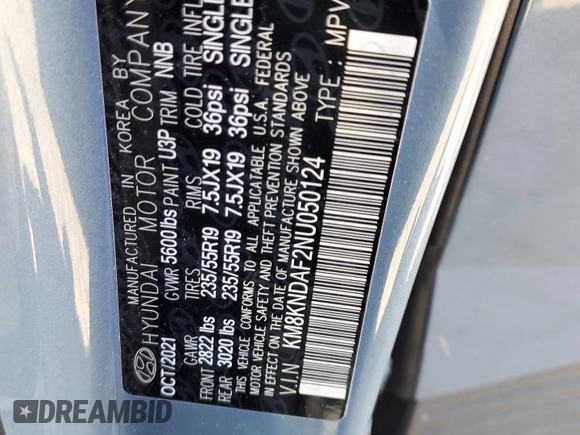 MANUFACTURED IN KOREA BY
HYUNDAI MOTOR COMPANY
OCT/2021 GVWR 5600lbs PAINT U3P TRIM NNB
GAWR TIRES RIMS COLD TIRE INFL
FRONT 2822 lbs 235/55R19 7.5JX19 36psi SINGLE
REAR 3020 lbs 235/55R19 7.5JX19 36psi SINGLE
THIS VEHICLE CONFORMS TO ALL APPLICABLE U.S.A. FEDERAL
MOTOR VEHICLE SAFETY AND THEFT PREVENTION STANDARDS
IN EFFECT ON THE DATE OF MANUFACTURE SHOWN ABOVE
V.I.N KM8KNDAF2NU050124 TYPE : MPV
DREAMBID